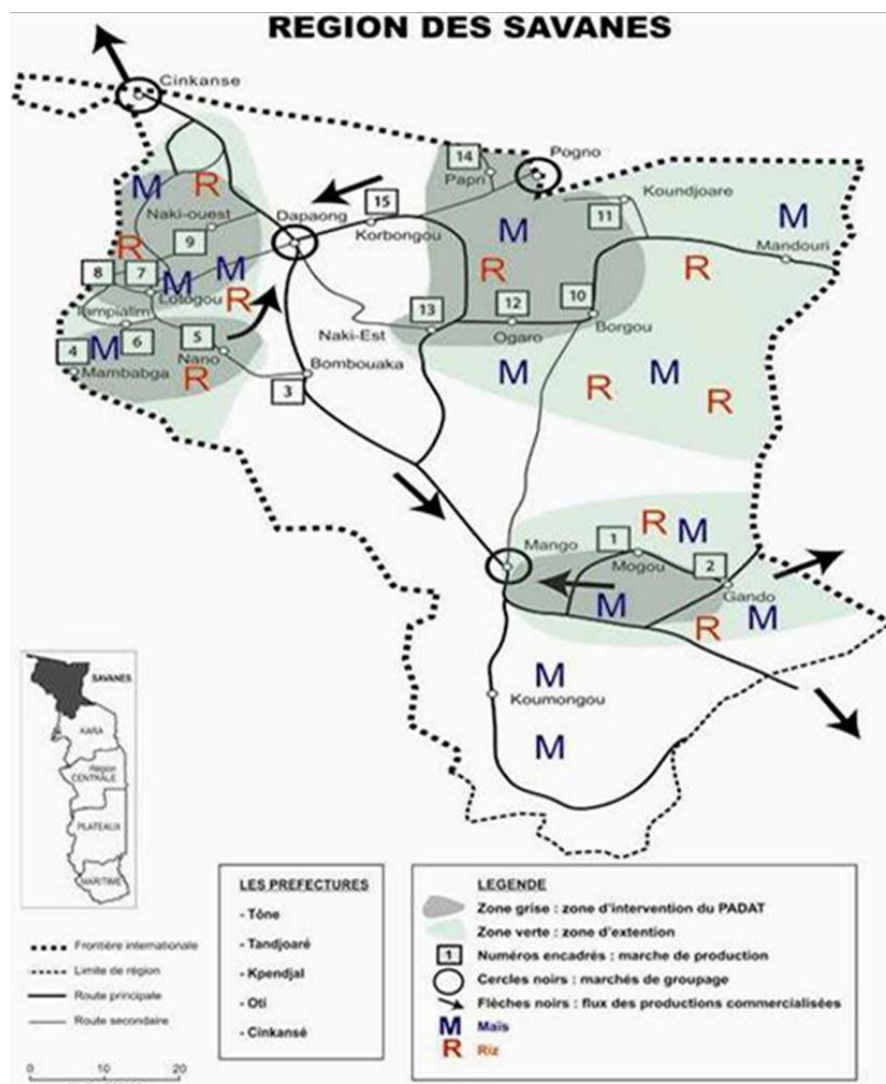 REGION DES SAVANES
Cinkanse
14
Papri
Pogno
M
R
15
Koundjoare
Naki-ouest
Dapaong
Korbongou
11
M
M
R
9
Mandouri
8
7
M
M
R
R
Lotogou
R
10
Tampialim
13
12
Naki-Est
Ogaro
Borgou
4
M
6
5
Nano
Mambabga
R
Bombouaka
3
M
M
R
R
R
M
Mango
1
Mogou
2
Gando
M
R
M
M
Koumongou
M
SAVANES
KARA
Région
CENTRALE
PLATEAUX
MARITIME
Frontière internationale
Limite de région
Route principale
Route secondaire
0 10 20
LES PREFECTURES
- Tône
- Tandjoaré
- Kpendjal
- Oti
- Cinkansé
LEGENDE
Zone grise : zone d'intervention du PADAT
Zone verte : zone d'extention
1 Numéros encadrés : marche de production
Cercles noirs : marchés de groupage
Flèches noirs : flux des productions commercialisées
M Maïs
R Riz